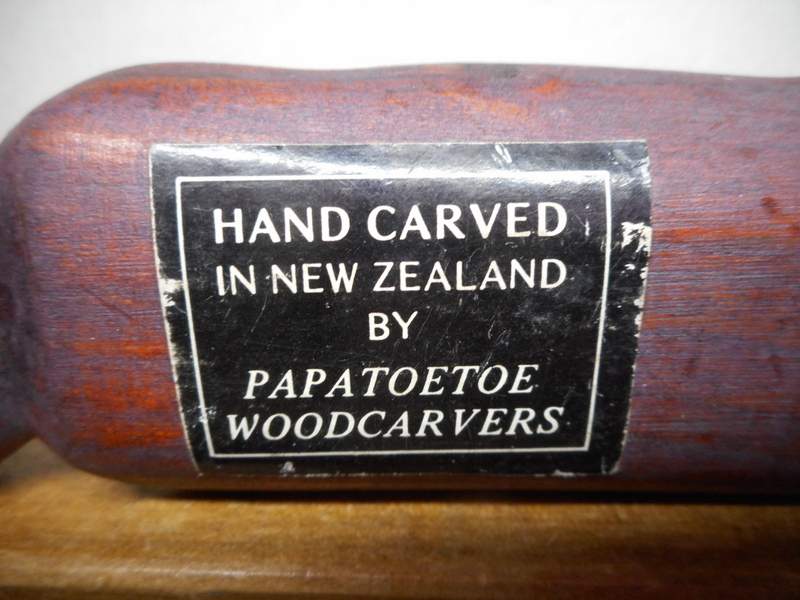 HAND CARVED
IN NEW ZEALAND
BY
PAPATOETOE
WOODCARVERS